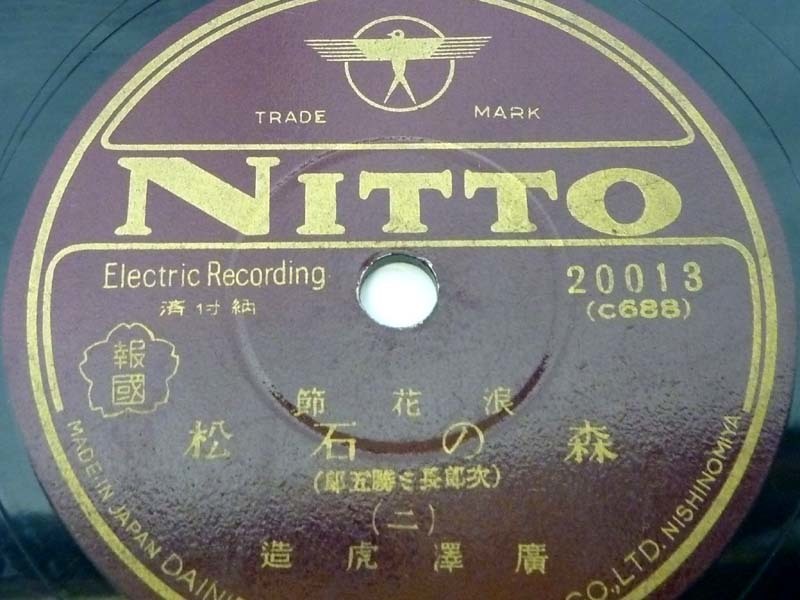 TRADE MARK
NITTO
Electric Recording
済付納
20013
(C688)
報國
節花浪
松石の森
(次郎長と勝五郎)
(二)
造虎澤廣
MADE IN JAPAN
CO., LTD. NISHINOMIYA